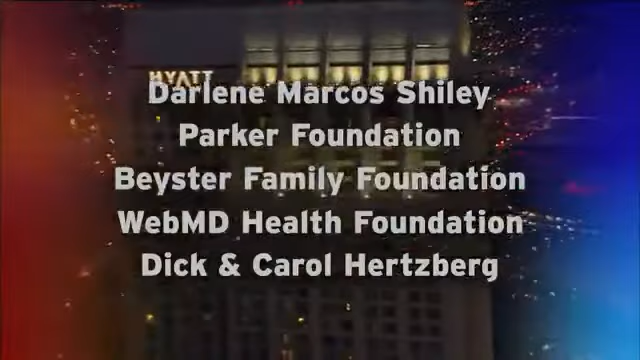 HYATT
Darlene Marcos Shiley
Parker Foundation
Beyster Family Foundation
WebMD Health Foundation
Dick & Carol Hertzberg